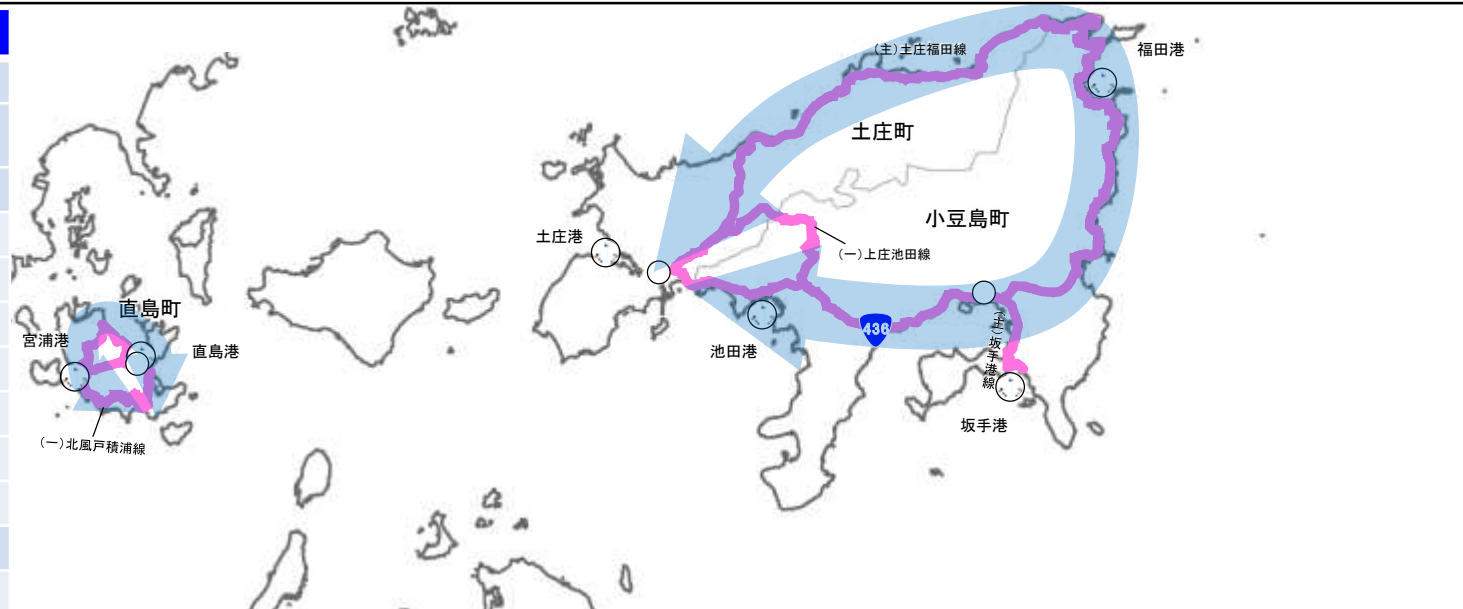 (主)土庄福田線
福田港
土庄町
小豆島町
土庄港
(一)上庄池田線
直島町
宮浦港
直島港
池田港
436
(主)坂手港線
坂手港
(一)北風戸積浦線